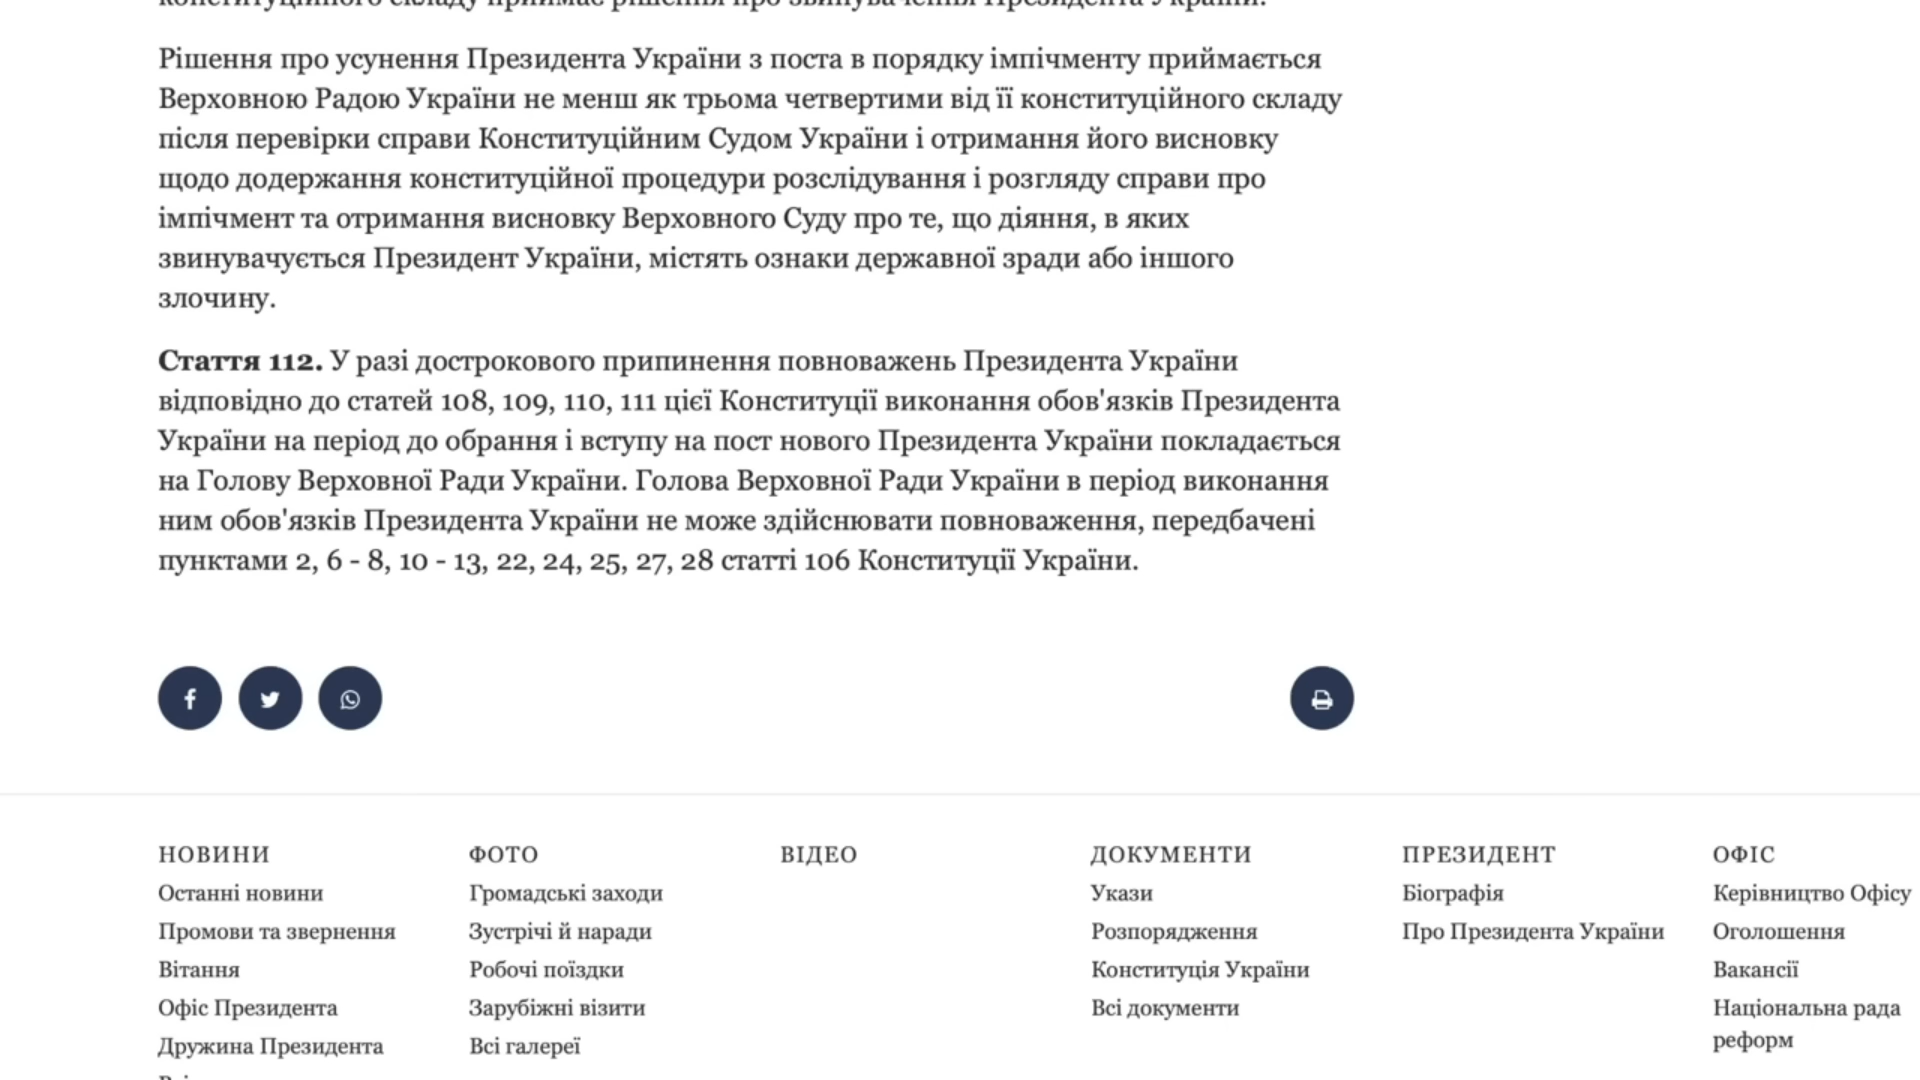 конституційного складу приймає рішення про звинувачення Президента України.
Рішення про усунення Президента України з поста в порядку імпічменту приймається
Верховною Радою України не менш як трьома четвертими від її конституційного складу
після перевірки справи Конституційним Судом України і отримання його висновку
щодо додержання конституційної процедури розслідування і розгляду справи про
імпічмент та отримання висновку Верховного Суду про те, що діяння, в яких
звинувачується Президент України, містять ознаки державної зради або іншого
злочину.
Стаття 112. У разі дострокового припинення повноважень Президента України
відповідно до статей 108, 109, 110, 111 цієї Конституції виконання обов'язків Президента
України на період до обрання і вступу на пост нового Президента України покладається
на Голову Верховної Ради України. Голова Верховної Ради України в період виконання
ним обов'язків Президента України не може здійснювати повноваження, передбачені
пунктами 2, 6 - 8, 10 - 13, 22, 24, 25, 27, 28 статті 106 Конституції України.
НОВИНИ
Останні новини
Промови та звернення
Вітання
Офіс Президента
Дружина Президента
ФОТО
Громадські заходи
Зустрічі й наради
Робочі поїздки
Зарубіжні візити
Всі галереї
ВІДЕО
ДОКУМЕНТИ
Укази
Розпорядження
Конституція України
Всі документи
ПРЕЗИДЕНТ
Біографія
Про Президента України
ОФІС
Керівництво Офісу
Оголошення
Вакансії
Національна рада
реформ